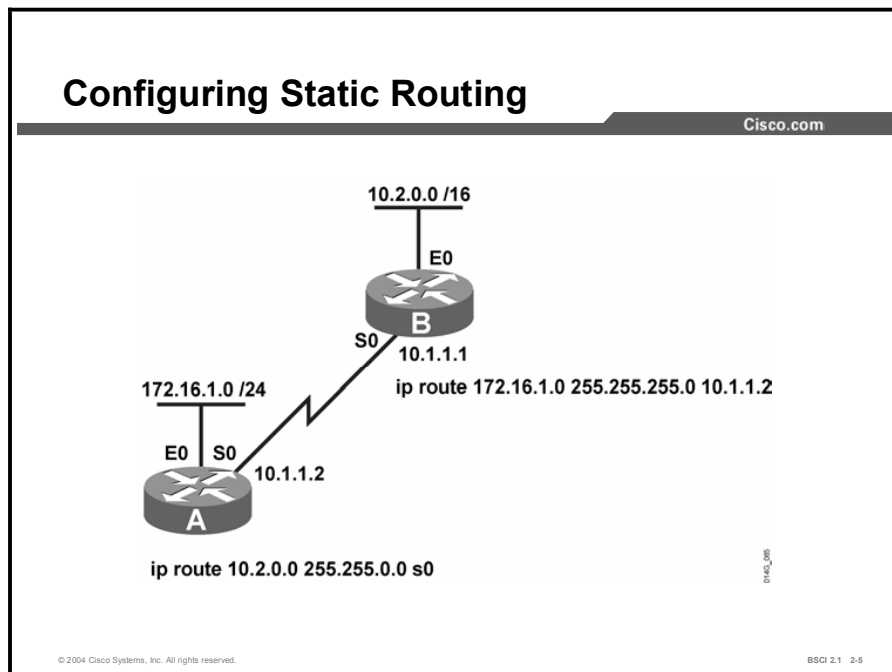 Configuring Static Routing
Cisco.com
10.2.0.0 /16
E0
B
S0
10.1.1.1
ip route 172.16.1.0 255.255.255.0 10.1.1.2
172.16.1.0 /24
E0 S0
10.1.1.2
A
ip route 10.2.0.0 255.255.0.0 s0
014G_065
© 2004 Cisco Systems, Inc. All rights reserved.
BSCI 2.1 2-5